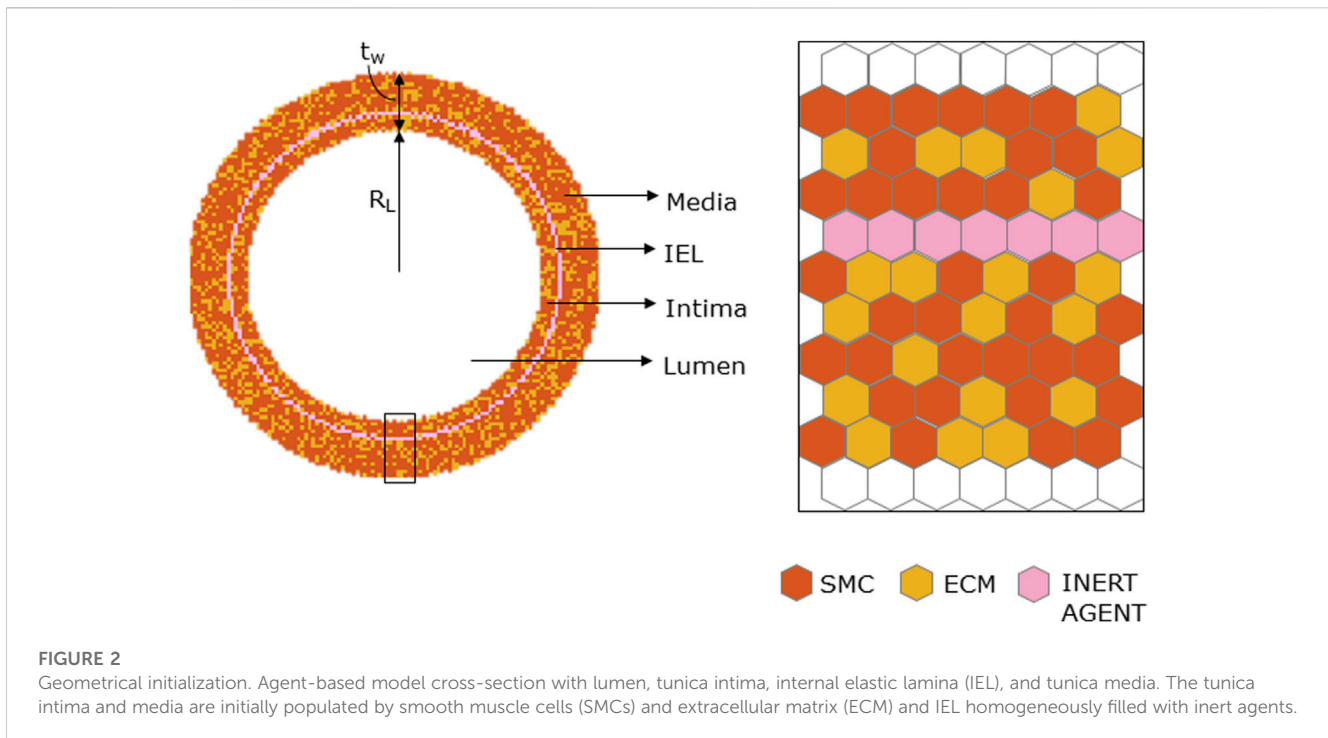 t_w
R_L
Media
IEL
Intima
Lumen
SMC
ECM
INERT
AGENT
FIGURE 2
Geometrical initialization. Agent-based model cross-section with lumen, tunica intima, internal elastic lamina (IEL), and tunica media. The tunica
intima and media are initially populated by smooth muscle cells (SMCs) and extracellular matrix (ECM) and IEL homogeneously filled with inert agents.